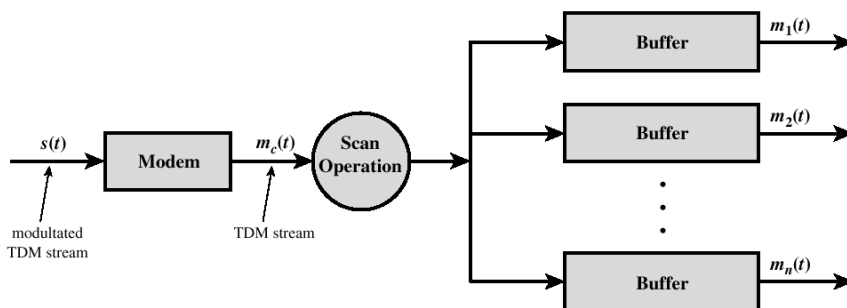 s(t)
Modem
m_c(t)
Scan
Operation
modultated
TDM stream
TDM stream
Buffer
m_1(t)
Buffer
m_2(t)
Buffer
m_n(t)